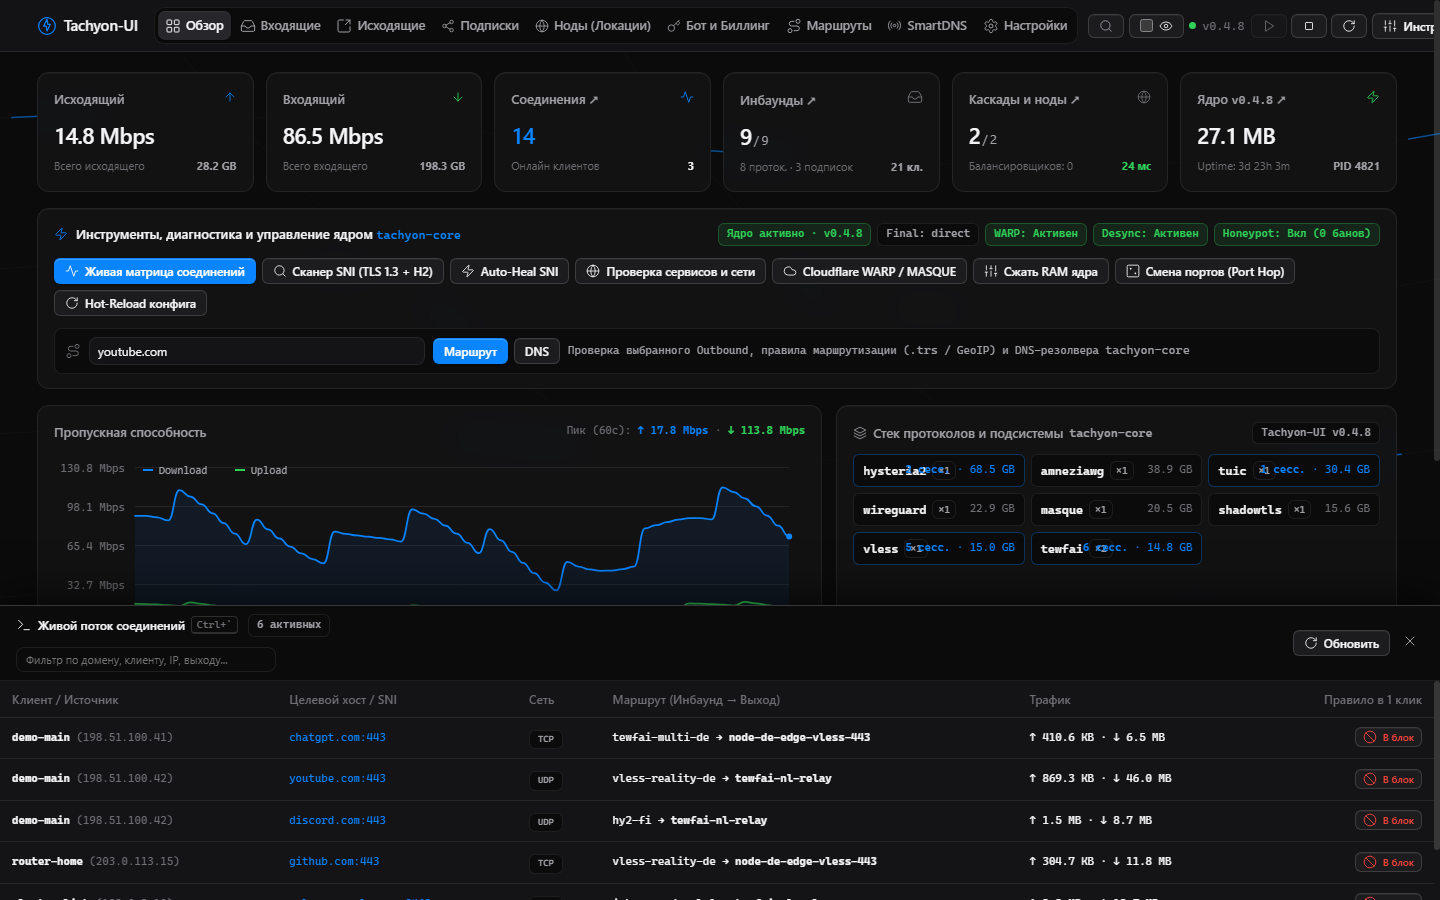 Tachyon-UI
Обзор
Входящие
Исходящие
Подписки
Ноды (Локации)
Бот и Биллинг
Маршруты
SmartDNS
Настройки
v0.4.8
Исходящий
14.8 Mbps
Всего исходящего 28.2 GB
Входящий
86.5 Mbps
Всего входящего 198.3 GB
Соединения ↗
14
Онлайн клиентов 3
Инбаунды ↗
9/9
8 проток. · 3 подписок 21 кл.
Каскады и ноды ↗
2/2
Балансировщиков: 0 24 мс
Ядро v0.4.8 ↗
27.1 MB
Uptime: 3d 23h 3m PID 4821
Инструменты, диагностика и управление ядром tachyon-core
Ядро активно · v0.4.8 Final: direct WARP: Активен Desync: Активен Honeypot: Вкл (0 банов)
Живая матрица соединений Сканер SNI (TLS 1.3 + H2) Auto-Heal SNI Проверка сервисов и сети Cloudflare WARP / MASQUE Сжать RAM ядра Смена портов (Port Hop)
Hot-Reload конфига
youtube.com Маршрут DNS Проверка выбранного Outbound, правила маршрутизации (.trs / GeoIP) и DNS-резолвера tachyon-core
Пропускная способность Пик (60с): ↑ 17.8 Mbps · ↓ 113.8 Mbps
Download Upload
130.8 Mbps
98.1 Mbps
65.4 Mbps
32.7 Mbps
Стек протоколов и подсистемы tachyon-core Tachyon-UI v0.4.8
hysteria2 ×1 сесс. · 68.5 GB
amneziawg ×1 38.9 GB
tuic сесс. · 30.4 GB
wireguard ×1 22.9 GB
masque ×1 20.5 GB
shadowtls ×1 15.6 GB
vless 5 сесс. · 15.0 GB
tewfai 6 сесс. · 14.8 GB
Живой поток соединений Ctrl+` 6 активных
Фильтр по домену, клиенту, IP, выходу...
Обновить
Клиент / Источник Целевой хост / SNI Сеть Маршрут (Инбаунд → Выход) Трафик Правило в 1 клик
demo-main (198.51.100.41) chatgpt.com:443 TCP tewfai-multi-de → node-de-edge-vless-443 ↑ 410.6 KB · ↓ 6.5 MB В блок
demo-main (198.51.100.42) youtube.com:443 UDP vless-reality-de → tewfai-nl-relay ↑ 869.3 KB · ↓ 46.0 MB В блок
demo-main (198.51.100.42) discord.com:443 UDP hy2-fi → tewfai-nl-relay ↑ 1.5 MB · ↓ 8.7 MB В блок
router-home (203.0.113.15) github.com:443 TCP vless-reality-de → node-de-edge-vless-443 ↑ 304.7 KB · ↓ 11.8 MB В блок